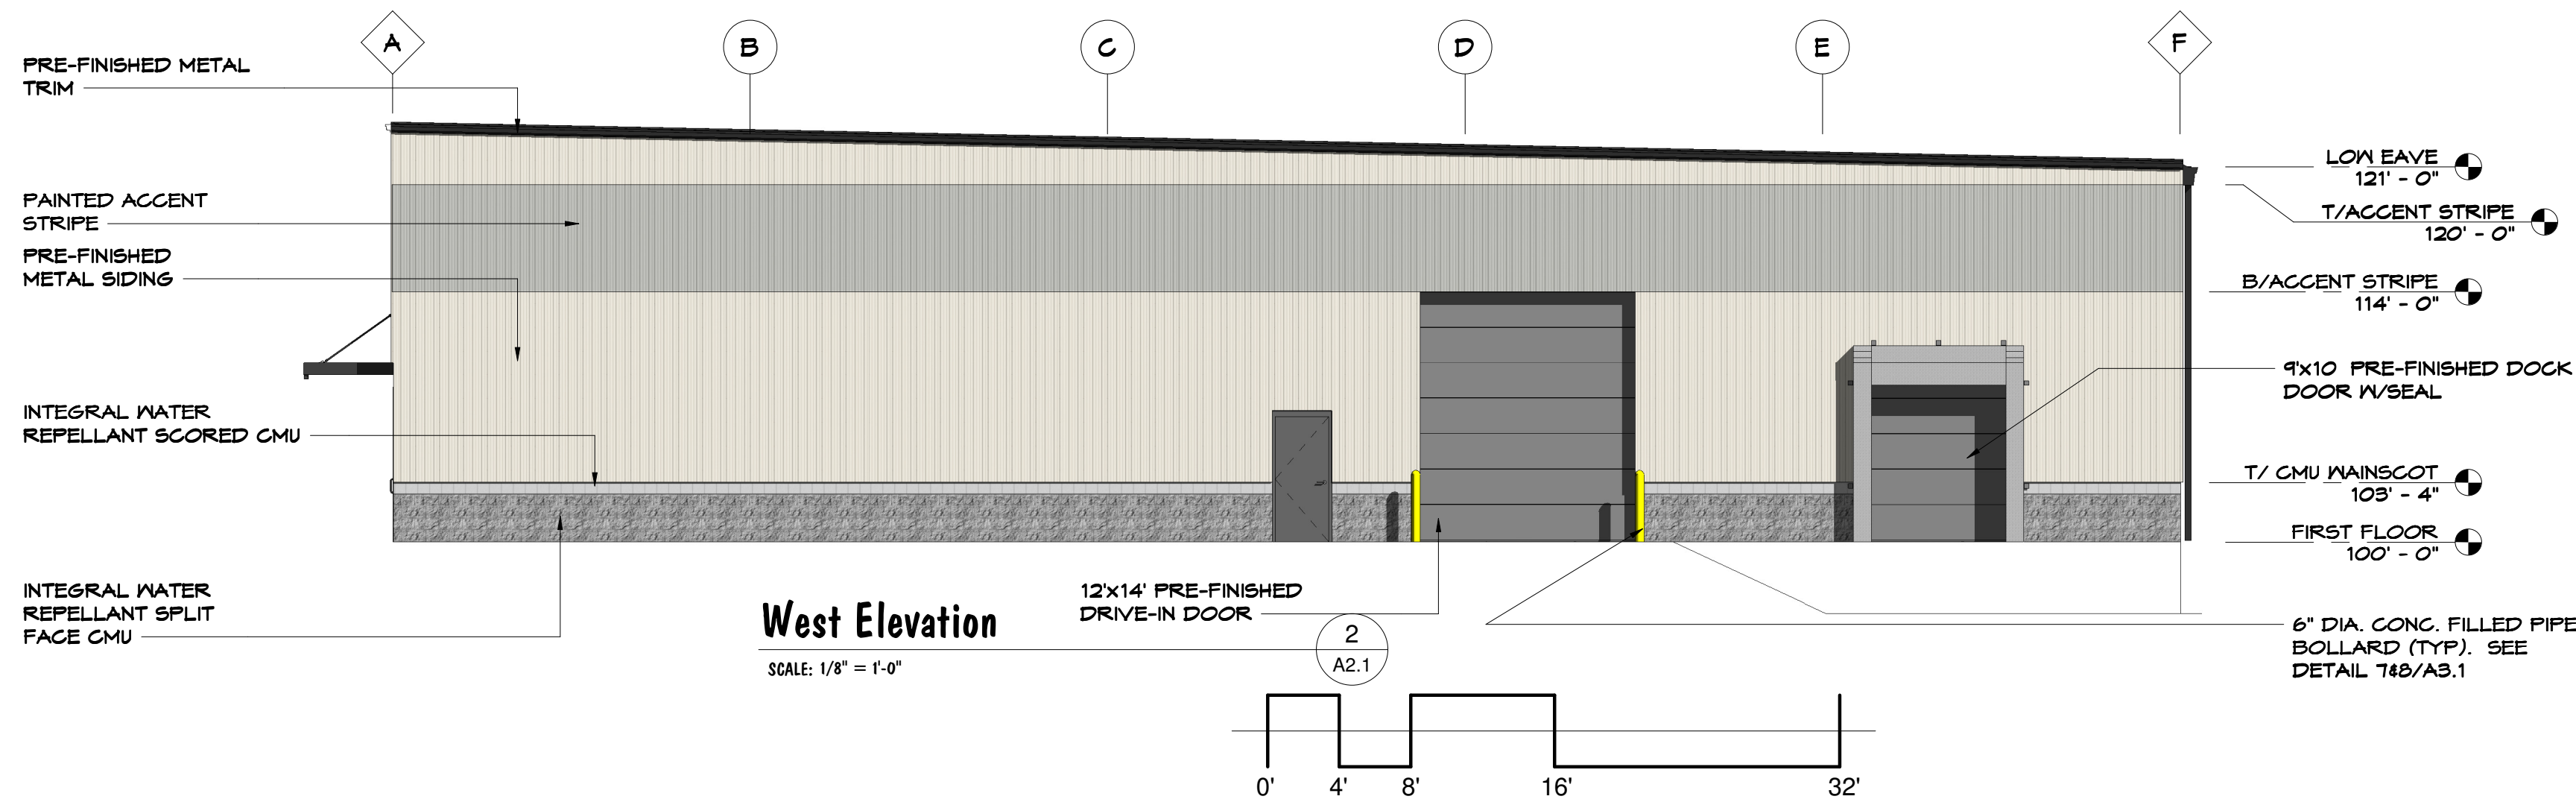 A
B
C
D
E
F
PRE-FINISHED METAL
TRIM
PAINTED ACCENT
STRIPE
PRE-FINISHED
METAL SIDING
INTEGRAL WATER
REPELLANT SCORED CMU
INTEGRAL WATER
REPELLANT SPLIT
FACE CMU
LOW EAVE
121' - 0"
T/ACCENT STRIPE
120' - 0"
B/ACCENT STRIPE
114' - 0"
9'x10 PRE-FINISHED DOCK
DOOR W/SEAL
T/ CMU WAINSCOT
103' - 4"
FIRST FLOOR
100' - 0"
6" DIA. CONC. FILLED PIPE
BOLLARD (TYP). SEE
DETAIL 7&8/A3.1
12'x14' PRE-FINISHED
DRIVE-IN DOOR
West Elevation
SCALE: 1/8" = 1'-0"
2
A2.1
0' 4' 8' 16' 32'